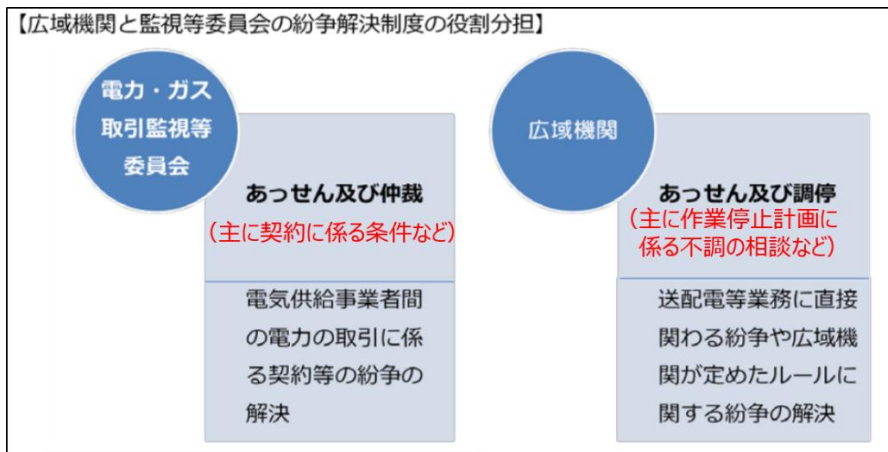 【広域機関と監視等委員会の紛争解決制度の役割分担】
電力・ガス
取引監視等
委員会
あっせん及び仲裁
（主に契約に係る条件など）
電気供給事業者間
の電力の取引に係
る契約等の紛争の
解決
広域機関
あっせん及び調停
（主に作業停止計画に
係る不調の相談など）
送配電等業務に直接
関わる紛争や広域機
関が定めたルールに
関する紛争の解決